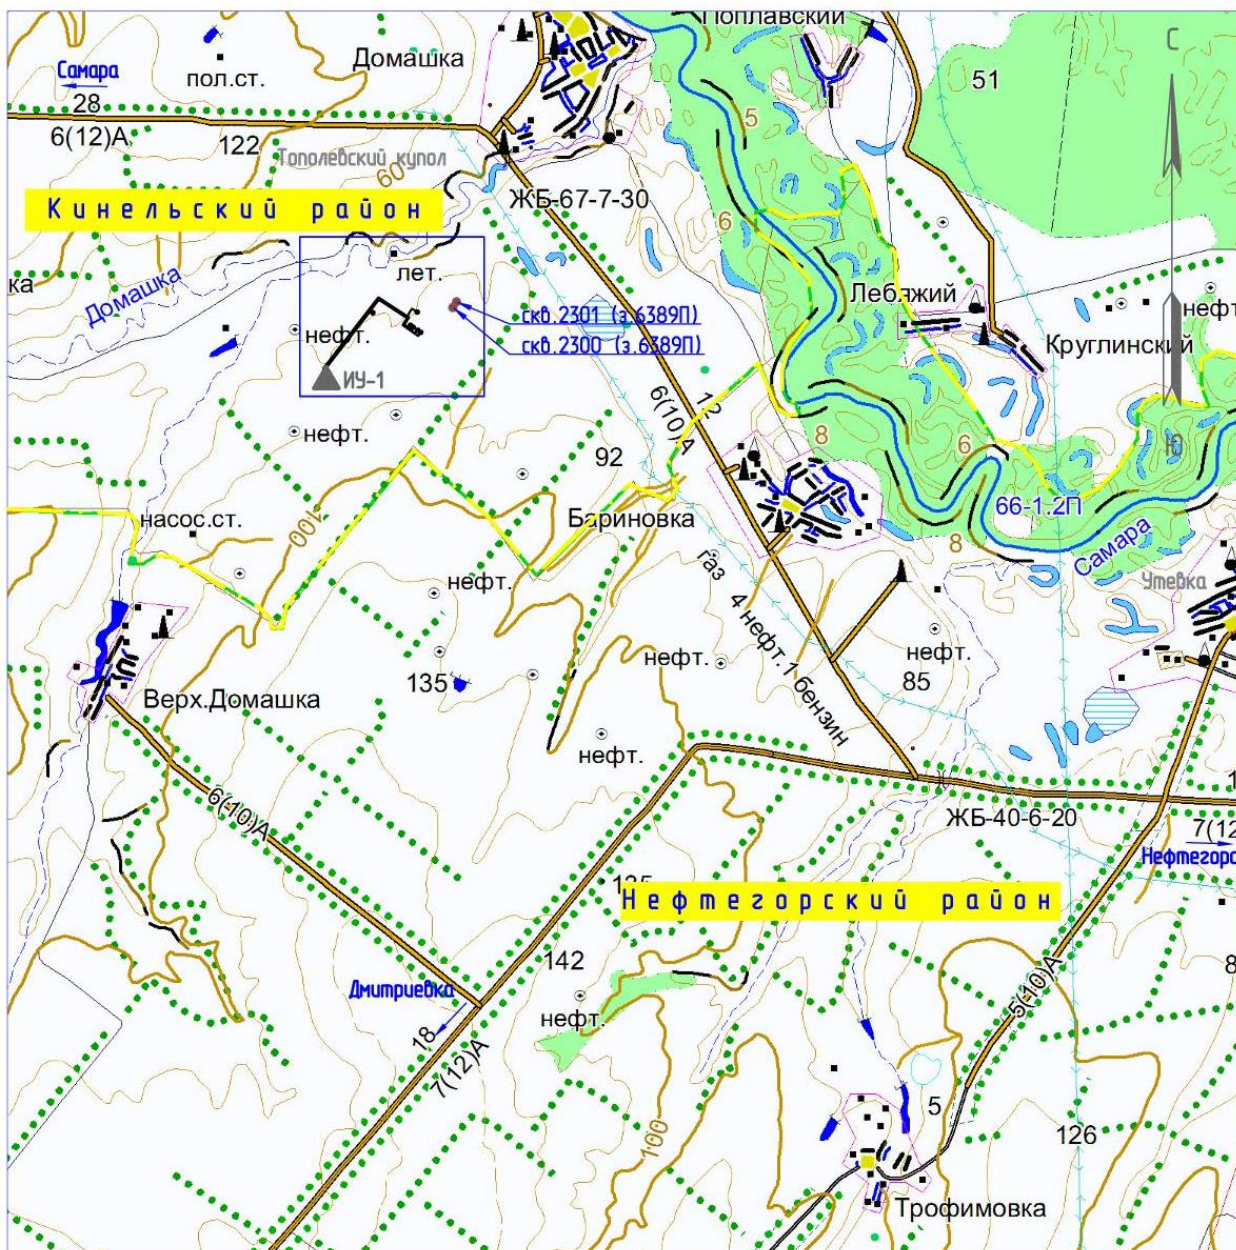 Поплавский
С
Домашка
Самара
пол.ст.
28
51
6(12)А
122
5
Тополевский купол
60
ЖБ-67-7-30
Кинельский район
6
ка
Домашка
лет.
Лебяжий
нефт.
скв.2301 (з.6389П)
нефт.
скв.2300 (з.6389П)
Круглинский
ИУ-1
6(10)А
12
нефт.
8
6
Ю
92
66-1.2П
насос.ст.
100
Бариновка
8
Самара
газ
нефт.
Утевка
4 нефт.1 бензин
нефт.
нефт.
135
85
Верх.Домашка
нефт.
6(10)А
ЖБ-40-6-20
1
7(12
Нефтегорс
Нефтегорский район
142
8
Дмитриевка
5(10)А
нефт.
18
7(12)А
5
100
126
Трофимовка